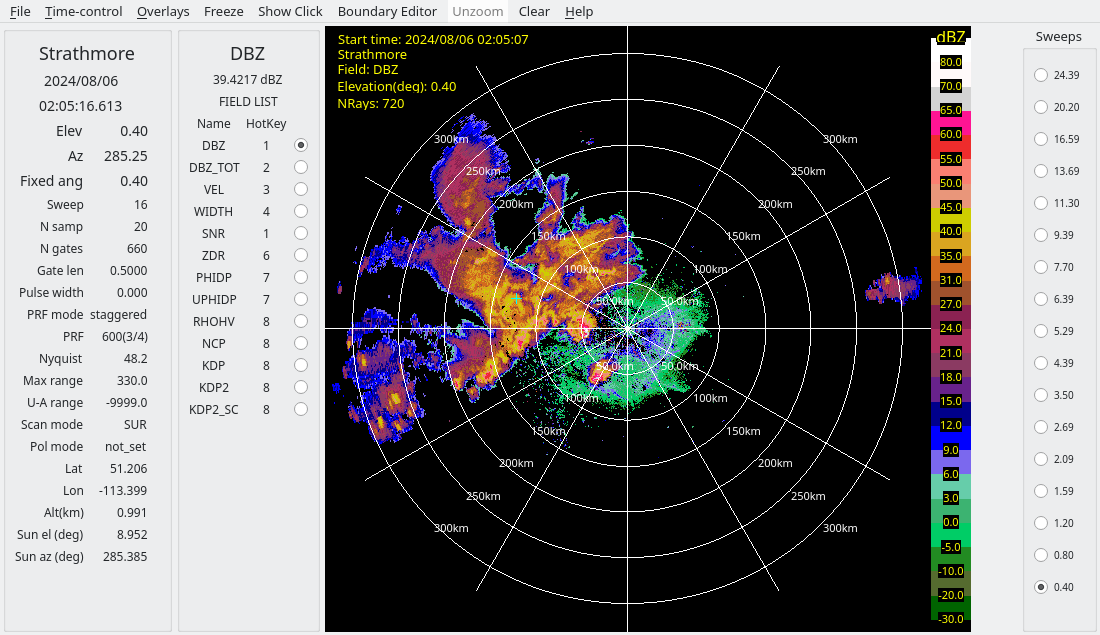 File Time-control Overlays Freeze Show Click Boundary Editor Unzoom Clear Help
Strathmore
2024/08/06
02:05:16.613
Elev 0.40
Az 285.25
Fixed ang 0.40
Sweep 16
N samp 20
N gates 660
Gate len 0.5000
Pulse width 0.000
PRF mode staggered
PRF 600(3/4)
Nyquist 48.2
Max range 330.0
U-A range -9999.0
Scan mode SUR
Pol mode not_set
Lat 51.206
Lon -113.399
Alt(km) 0.991
Sun el (deg) 8.952
Sun az (deg) 285.385
DBZ
39.4217 dBZ
FIELD LIST
Name HotKey
DBZ 1
DBZ_TOT 2
VEL 3
WIDTH 4
SNR 1
ZDR 6
PHIDP 7
UPHIDP 7
RHOHV 8
NCP 8
KDP 8
KDP2 8
KDP2_SC 8
Start time: 2024/08/06 02:05:07
Strathmore
Field: DBZ
Elevation(deg): 0.40
NRays: 720
300km 300km
250km 250km
200km 200km
150km 150km
100km 100km
50.0km 50.0km
50.0km 50.0km
100km 100km
150km 150km
200km 200km
250km 250km
300km 300km
dBZ
80.0
70.0
65.0
60.0
55.0
50.0
45.0
40.0
35.0
31.0
27.0
24.0
21.0
18.0
15.0
12.0
9.0
6.0
3.0
0.0
-5.0
-10.0
-20.0
-30.0
Sweeps
24.39
20.20
16.59
13.69
11.30
9.39
7.70
6.39
5.29
4.39
3.50
2.69
2.09
1.59
1.20
0.80
0.40